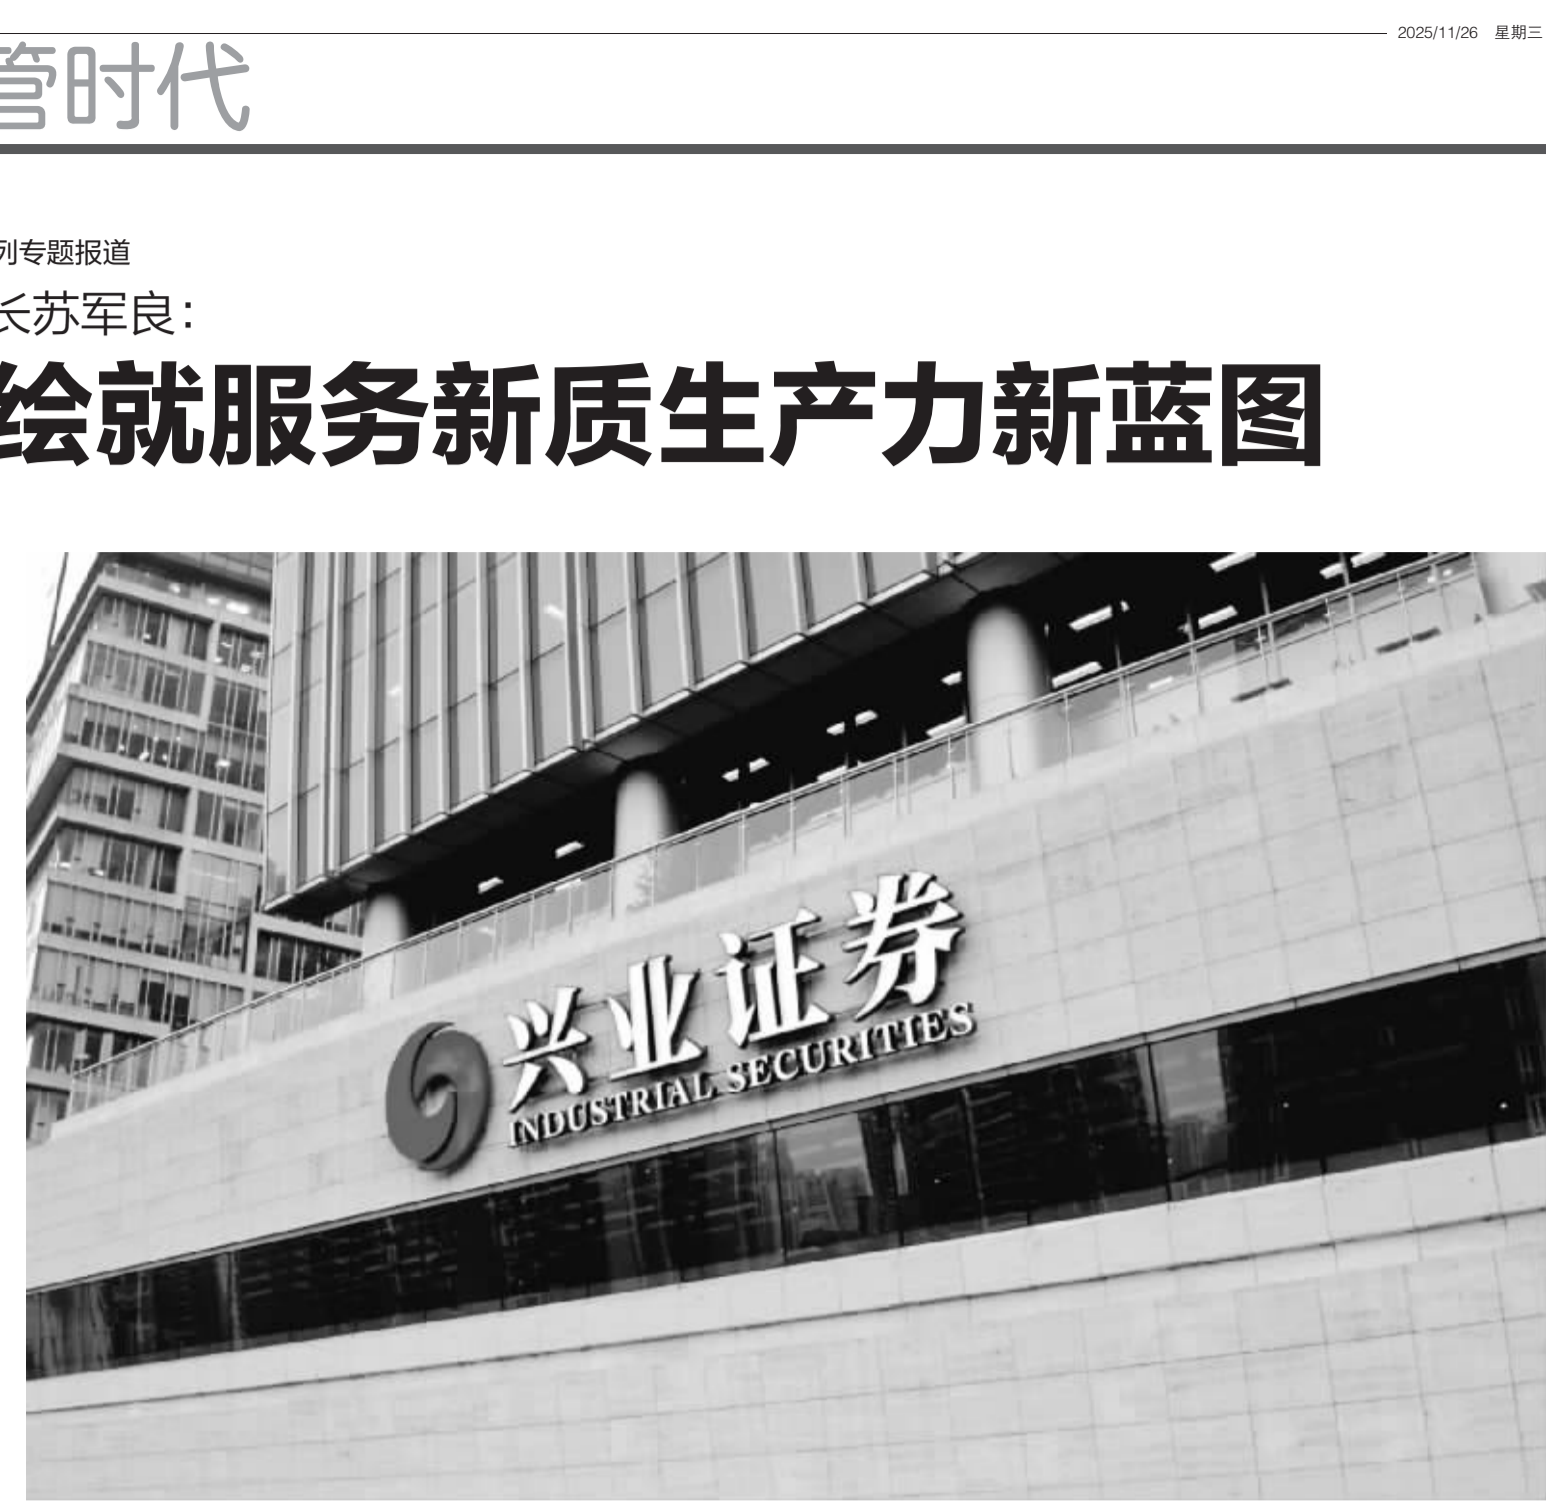 2025/11/26 星期三
管时代
列专题报道
长苏军良：
绘就服务新质生产力新蓝图
兴业证券
INDUSTRIAL SECURITIES